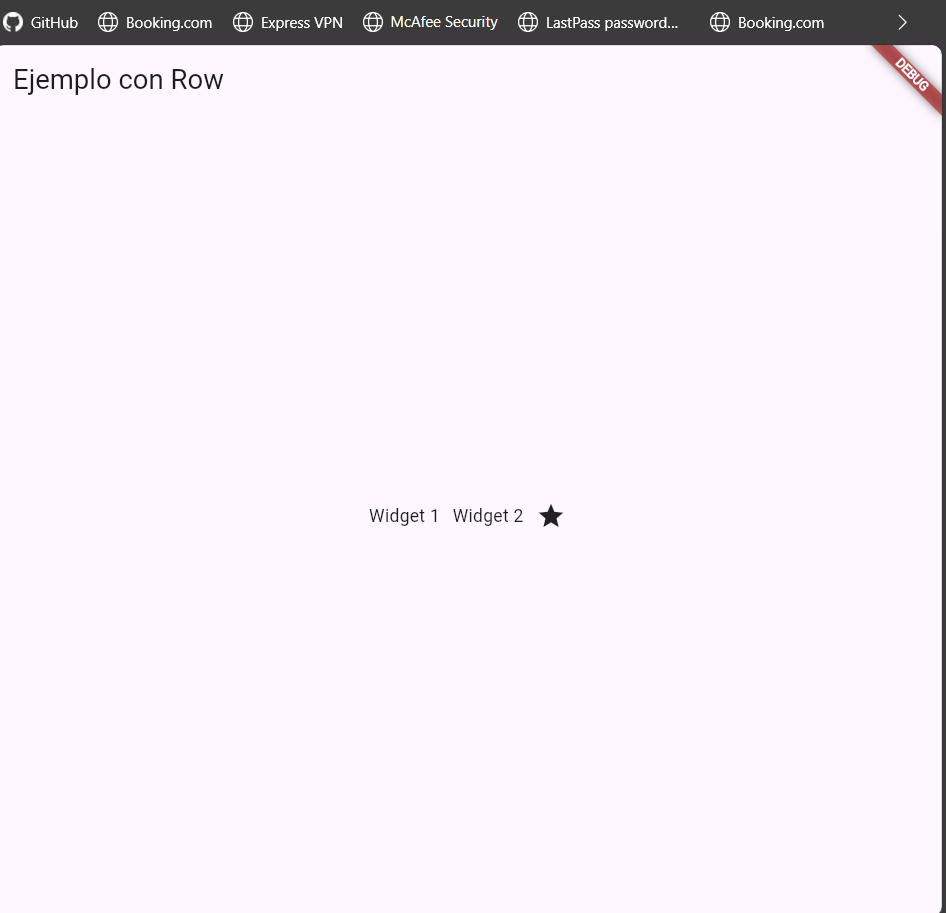 GitHub Booking.com Express VPN McAfee Security LastPass password... Booking.com
Ejemplo con Row
DEBUG
Widget 1 Widget 2